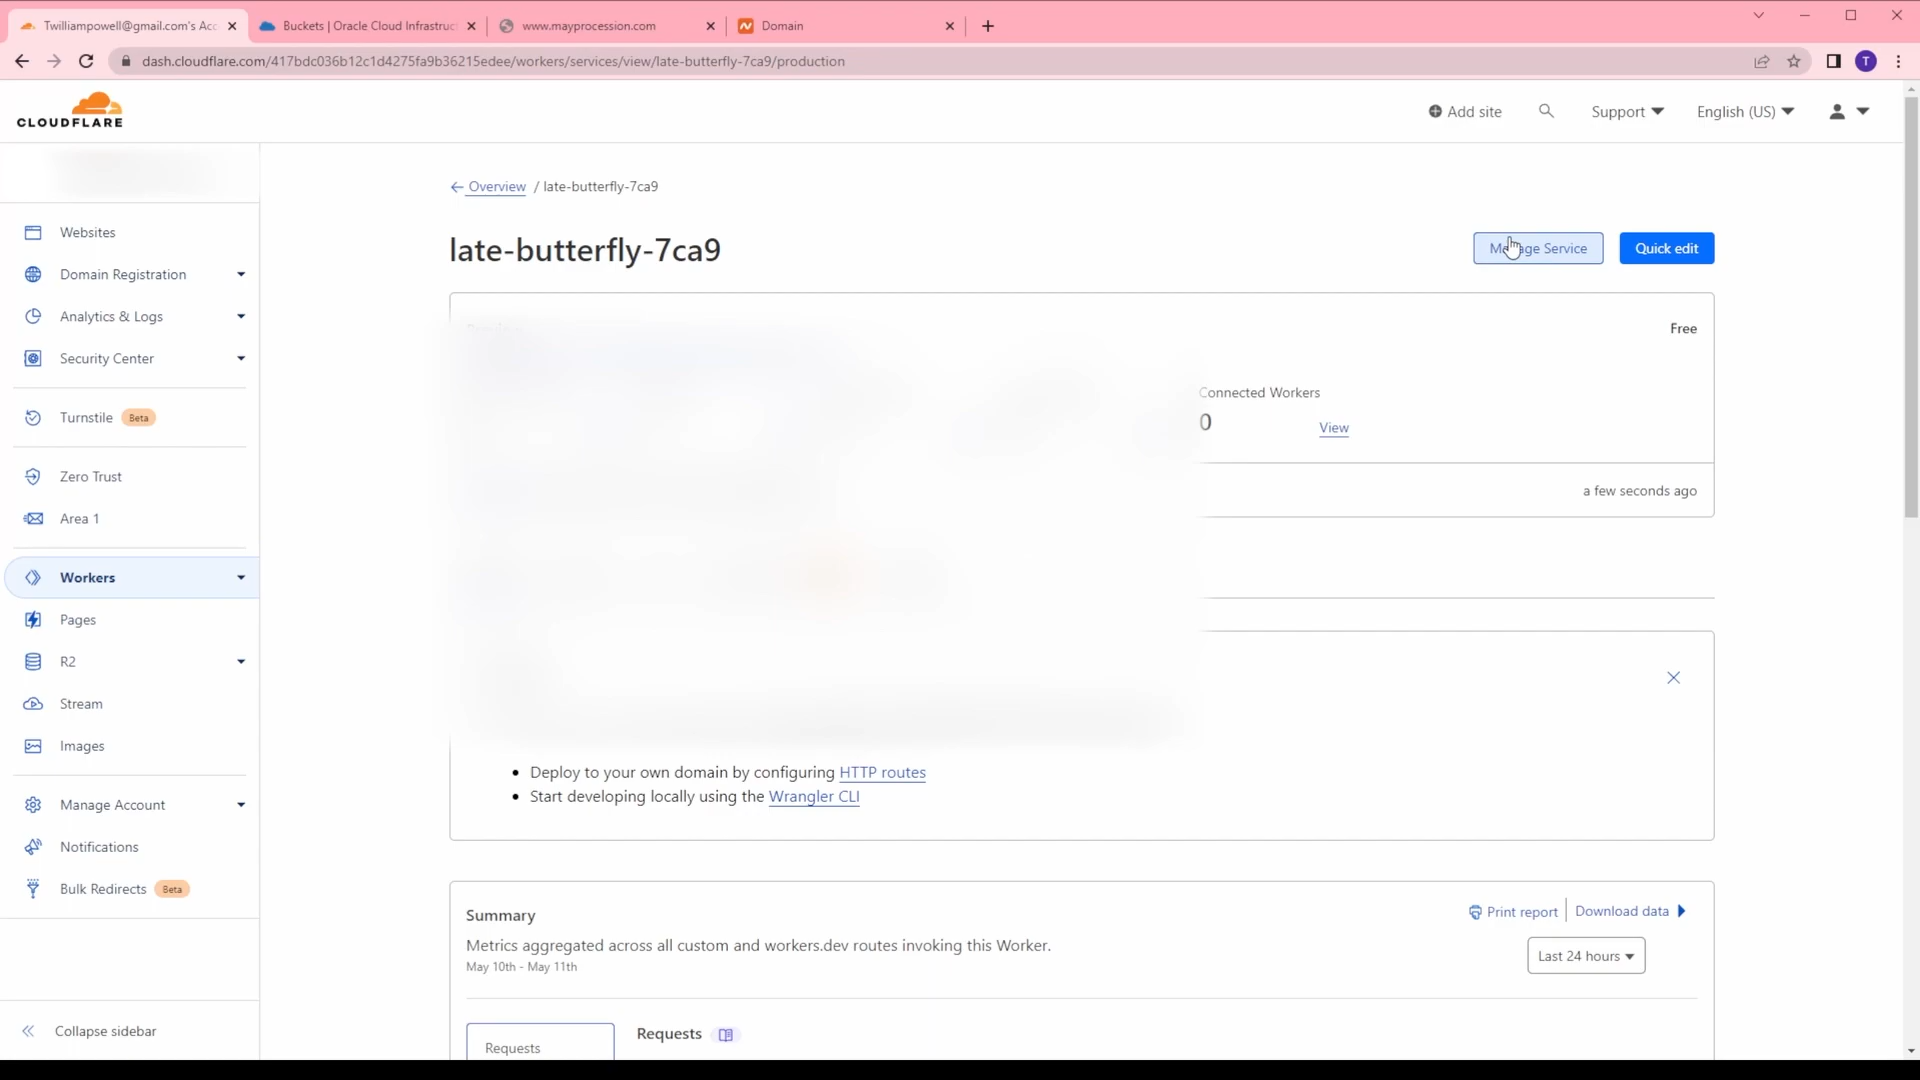 Twilliampowell@gmail.com's Acc
Buckets | Oracle Cloud Infrastruct
www.mayprocession.com
Domain
dash.cloudflare.com/417bdc036b12c1d4275fa9b36215edee/workers/services/view/late-butterfly-7ca9/production
T
CLOUDFLARE
Add site
Support
English (US)
Websites
Domain Registration
Analytics & Logs
Security Center
Turnstile Beta
Zero Trust
Area 1
Workers
Pages
R2
Stream
Images
Manage Account
Notifications
Bulk Redirects Beta
Collapse sidebar
Overview / late-butterfly-7ca9
late-butterfly-7ca9
Manage Service
Quick edit
Free
Connected Workers
0
View
a few seconds ago
Deploy to your own domain by configuring HTTP routes
Start developing locally using the Wrangler CLI
Summary
Print report
Download data
Metrics aggregated across all custom and workers.dev routes invoking this Worker.
May 10th - May 11th
Last 24 hours
Requests
Requests